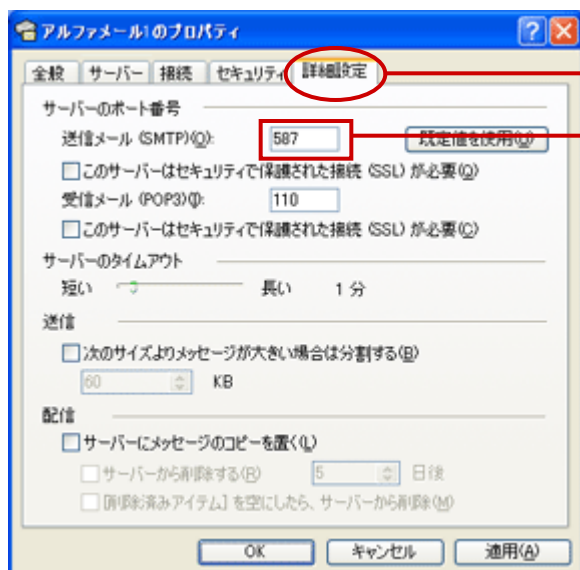 アルファメール1のプロパティ
全般 サーバー 接続 セキュリティ 詳細設定
サーバーのポート番号
送信メール (SMTP)(O): 587 既定値を使用(U)
このサーバーはセキュリティで保護された接続 (SSL) が必要(Q)
受信メール (POP3)(I): 110
このサーバーはセキュリティで保護された接続 (SSL) が必要(C)
サーバーのタイムアウト
短い 長い 1 分
送信
次のサイズよりメッセージが大きい場合は分割する(B)
60 KB
配信
サーバーにメッセージのコピーを置く(L)
サーバーから削除する(R) 5 日後
[削除済みアイテム] を空にしたら、サーバーから削除(M)
OK キャンセル 適用(A)